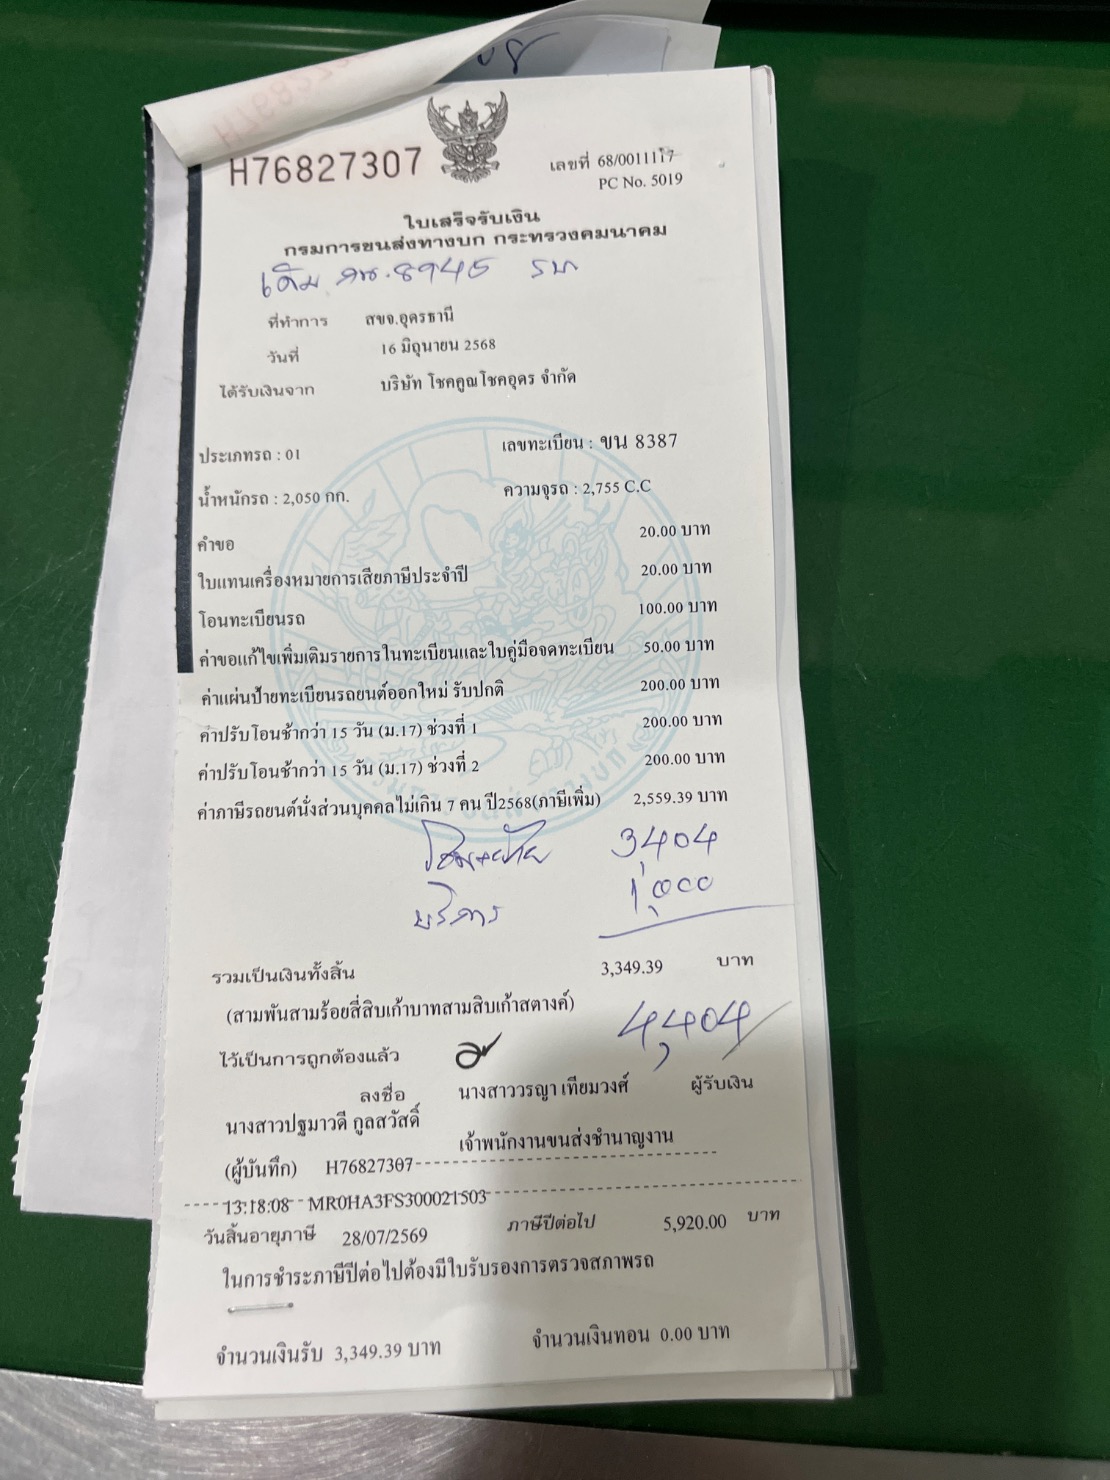 H76827307
เลขที่ 68/0011117
PC No. 5019
ใบเสร็จรับเงิน
กรมการขนส่งทางบก กระทรวงคมนาคม
เดิม 8945
ที่ทำการ สขจ.อุดรธานี
วันที่ 16 มิถุนายน 2568
ได้รับเงินจาก บริษัท โชคคูณโชคอุดร จำกัด
ประเภทรถ : 01 เลขทะเบียน : ขน 8387
น้ำหนักรถ : 2,050 กก. ความจุรถ : 2,755 C.C
คำขอ 20.00 บาท
ใบแทนเครื่องหมายการเสียภาษีประจำปี 20.00 บาท
โอนทะเบียนรถ 100.00 บาท
ค่าขอแก้ไขเพิ่มเติมรายการในทะเบียนและใบคู่มือจดทะเบียน 50.00 บาท
ค่าแผ่นป้ายทะเบียนรถยนต์ออกใหม่ รับปกติ 200.00 บาท
ค่าปรับโอนช้ากว่า 15 วัน (ม.17) ช่วงที่ 1 200.00 บาท
ค่าปรับโอนช้ากว่า 15 วัน (ม.17) ช่วงที่ 2 200.00 บาท
ค่าภาษีรถยนต์นั่งส่วนบุคคลไม่เกิน 7 คน ปี2568(ภาษีเพิ่ม) 2,559.39 บาท
3,404
บริการ 1,000
รวมเป็นเงินทั้งสิ้น 3,349.39 บาท
(สามพันสามร้อยสี่สิบเก้าบาทสามสิบเก้าสตางค์)
4,404
ไว้เป็นการถูกต้องแล้ว
ลงชื่อ นางสาววรญา เทียมวงศ์ ผู้รับเงิน
นางสาวปฐมาวดี กูลสวัสดิ์
เจ้าพนักงานขนส่งชำนาญงาน
(ผู้บันทึก) H76827307
13:18:08 MR0HA3FS300021503
วันสิ้นอายุภาษี 28/07/2569 ภาษีปีต่อไป 5,920.00 บาท
ในการชำระภาษีปีต่อไปต้องมีใบรับรองการตรวจสภาพรถ
จำนวนเงินรับ 3,349.39 บาท จำนวนเงินทอน 0.00 บาท